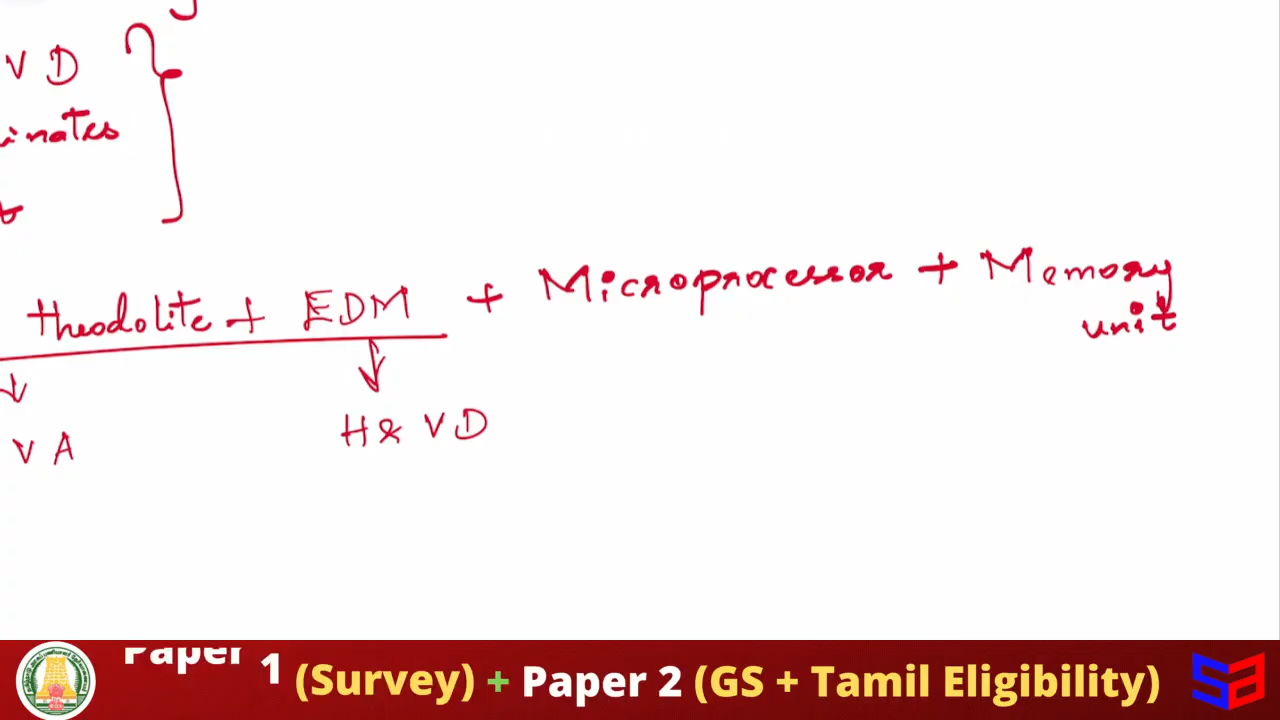 V D
inates
theodolite + EDM + Microprocessor + Memory
unit
V A
H & V D
Paper 1 (Survey) + Paper 2 (GS + Tamil Eligibility)